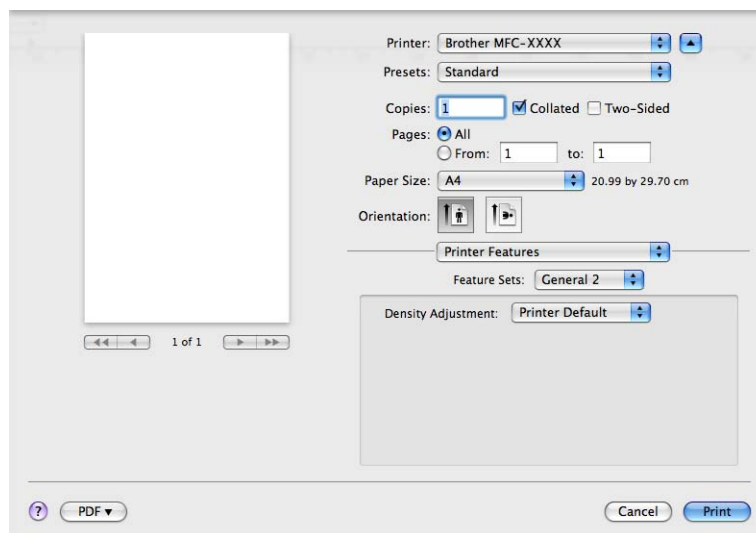 Printer: Brother MFC-XXXX
Presets: Standard
Copies: 1 Collated Two-Sided
Pages: All
From: 1 to: 1
Paper Size: A4 20.99 by 29.70 cm
Orientation:
Printer Features
Feature Sets: General 2
Density Adjustment: Printer Default
1 of 1
? PDF ▼ Cancel Print